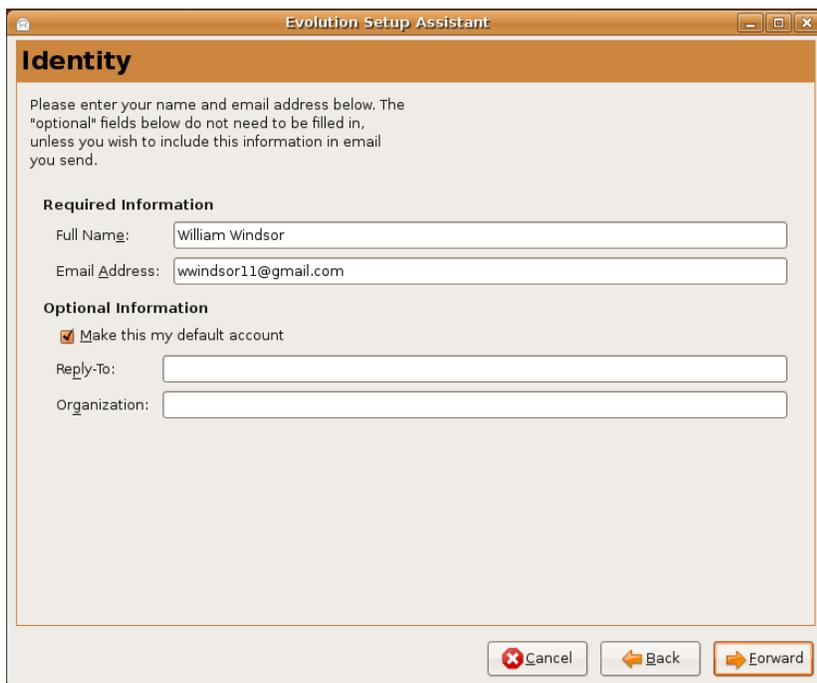 Evolution Setup Assistant
Identity
Please enter your name and email address below. The
"optional" fields below do not need to be filled in,
unless you wish to include this information in email
you send.
Required Information
Full Name: William Windsor
Email Address: wwindsor11@gmail.com
Optional Information
Make this my default account
Reply-To:
Organization:
Cancel Back Forward